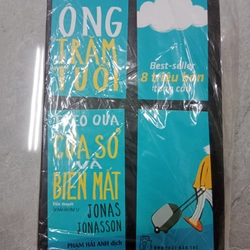 ÔNG
TRĂM
TUỔI
TRÈO QUA
CỬA SỔ
VÀ
BIẾN MẤT
JONAS
JONASSON
PHẠM HẢI ANH dịch
Best-seller
8 triệu bản